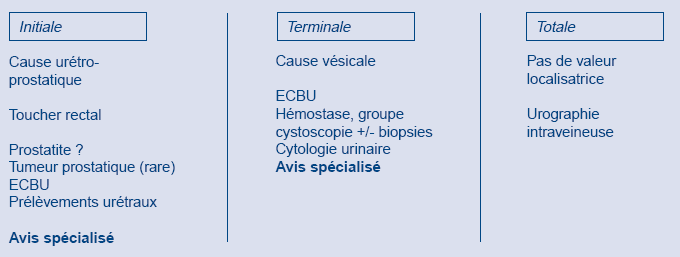 Initiale
Cause urétro-
prostatique
Toucher rectal
Prostatite ?
Tumeur prostatique (rare)
ECBU
Prélèvements urétraux
Avis spécialisé
Terminale
Cause vésicale
ECBU
Hémostase, groupe
cystoscopie +/- biopsies
Cytologie urinaire
Avis spécialisé
Totale
Pas de valeur
localisatrice
Urographie
intraveineuse